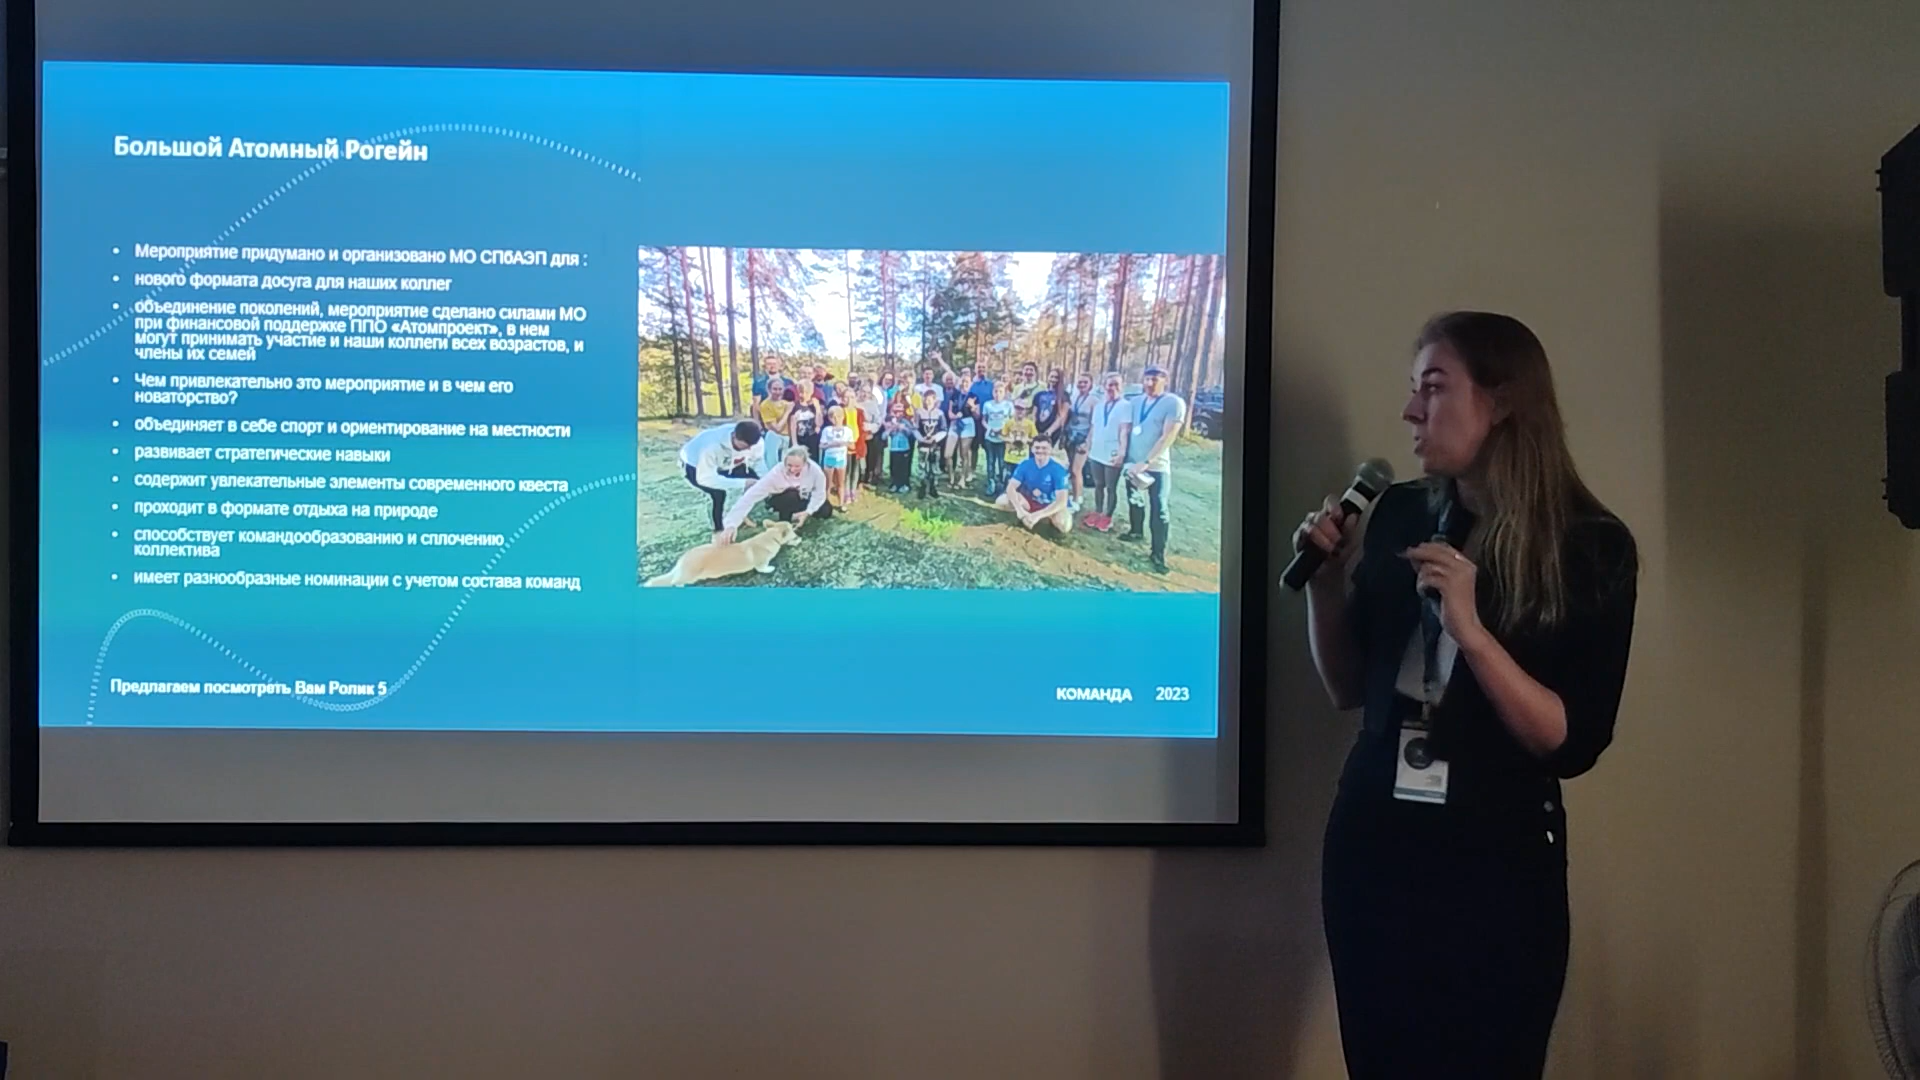 Большой Атомный Рогейн
• Мероприятие придумано и организовано МО СПбАЭП для :
• нового формата досуга для наших коллег
• объединение поколений, мероприятие сделано силами МО
при финансовой поддержке ППО «Атомпроект», в нем
могут принимать участие и наши коллеги всех возрастов, и
члены их семей
• Чем привлекательно это мероприятие и в чем его
новаторство?
• объединяет в себе спорт и ориентирование на местности
• развивает стратегические навыки
• содержит увлекательные элементы современного квеста
• проходит в формате отдыха на природе
• способствует командообразованию и сплочению
коллектива
• имеет разнообразные номинации с учетом состава команд
Предлагаем посмотреть Вам Ролик 5
КОМАНДА 2023